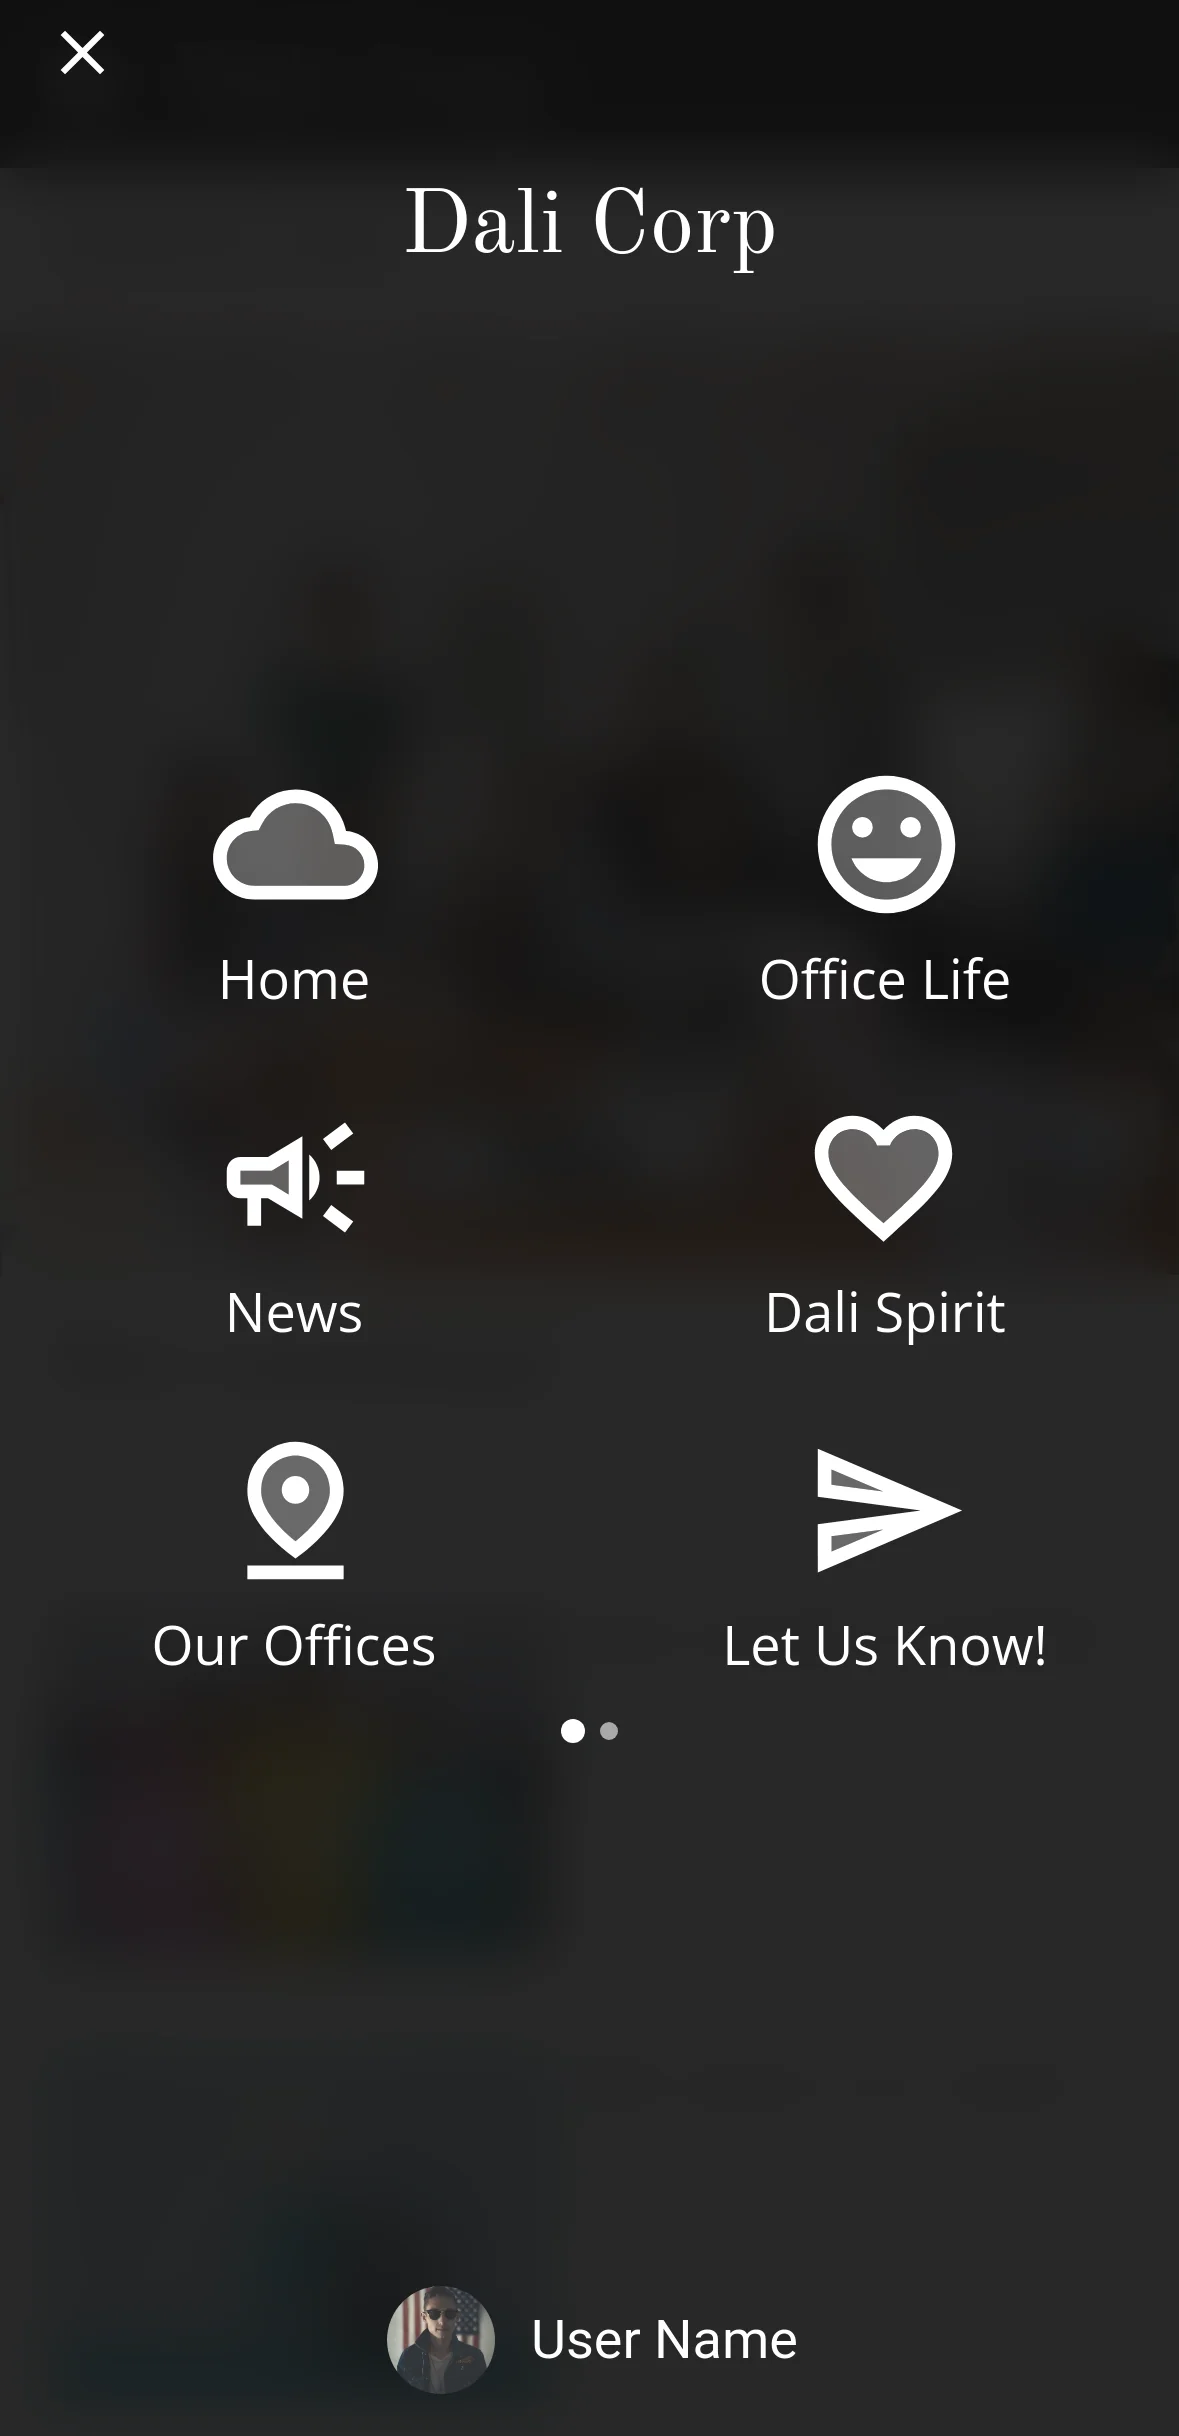 Dali Corp
Home
Office Life
News
Dali Spirit
Our Offices
Let Us Know!
User Name